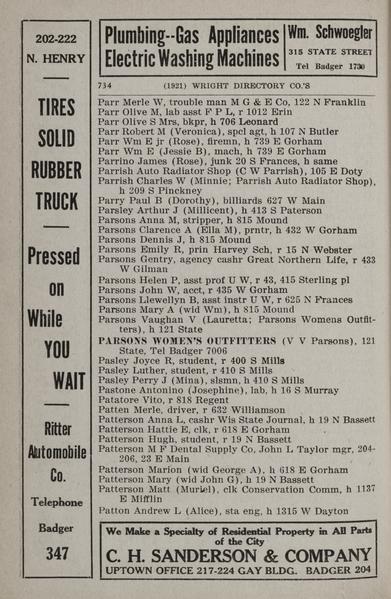 202-222
N. HENRY
TIRES
SOLID
RUBBER
TRUCK
Pressed
on
While
YOU
WAIT
Ritter
Automobile
Co.
Telephone
Badger
347
Plumbing--Gas Appliances
Electric Washing Machines
Wm. Schwoegler
315 STATE STREET
Tel Badger 1730
734 (1921) WRIGHT DIRECTORY CO.'S
Parr Merle W, trouble man M G & E Co, 122 N Franklin
Parr Olive M, lab asst F P L, r 1012 Erin
Parr Olive S Mrs, bkpr, h 706 Leonard
Parr Robert M (Veronica), spcl agt, h 107 N Butler
Parr Wm E jr (Rose), firemn, h 739 E Gorham
Parr Wm E (Jessie B), mach, h 739 E Gorham
Parrino James (Rose), junk 20 S Frances, h same
Parrish Auto Radiator Shop (C W Parrish), 105 E Doty
Parrish Charles W (Minnie; Parrish Auto Radiator Shop),
h 209 S Pinckney
Parry Paul B (Dorothy), billiards 627 W Main
Parsley Arthur J (Millicent), h 413 S Paterson
Parsons Anna M, stripper, h 815 Mound
Parsons Clarence A (Ella M), prntr, h 432 W Gorham
Parsons Dennis J, h 815 Mound
Parsons Emily R, prin Harvey Sch, r 15 N Webster
Parsons Gentry, agency cashr Great Northern Life, r 433
W Gilman
Parsons Helen P, asst prof U W, r 43, 415 Sterling pl
Parsons John W, acct, r 435 W Gorham
Parsons Llewellyn B, asst instr U W, r 625 N Frances
Parsons Mary A (wid Wm), h 815 Mound
Parsons Vaughan V (Lauretta; Parsons Womens Outfit-
ters), h 121 State
PARSONS WOMEN'S OUTFITTERS (V V Parsons), 121
State, Tel Badger 7006
Pasley Joyce R, student, r 400 S Mills
Pasley Luther, student, r 410 S Mills
Pasley Perry J (Mina), slsmn, h 410 S Mills
Pastone Antonino (Josephine), lab, h 16 S Murray
Patatore Vito, r 818 Regent
Patten Merle, driver, r 632 Williamson
Patterson Anna L, cashr Wis State Journal, h 19 N Bassett
Patterson Hattie E, clk, r 618 E Gorham
Patterson Hugh, student, r 19 N Bassett
Patterson M F Dental Supply Co, John L Taylor mgr, 204-
206, 23 E Main
Patterson Marion (wid George A), h 618 E Gorham
Patterson Mary (wid John G), h 19 N Bassett
Patterson Matt (Muriel), clk Conservation Comm, h 1137
E Mifflin
Patton Andrew L (Alice), sta eng, h 1315 W Dayton
We Make a Specialty of Residential Property in All Parts
of the City
C. H. SANDERSON & COMPANY
UPTOWN OFFICE 217-224 GAY BLDG. BADGER 204